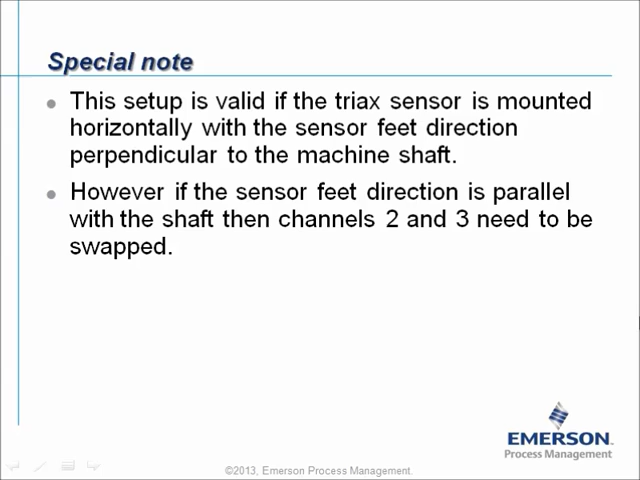 Special note
This setup is valid if the triax sensor is mounted
horizontally with the sensor feet direction
perpendicular to the machine shaft.
However if the sensor feet direction is parallel
with the shaft then channels 2 and 3 need to be
swapped.
EMERSON.
Process Management
©2013, Emerson Process Management.